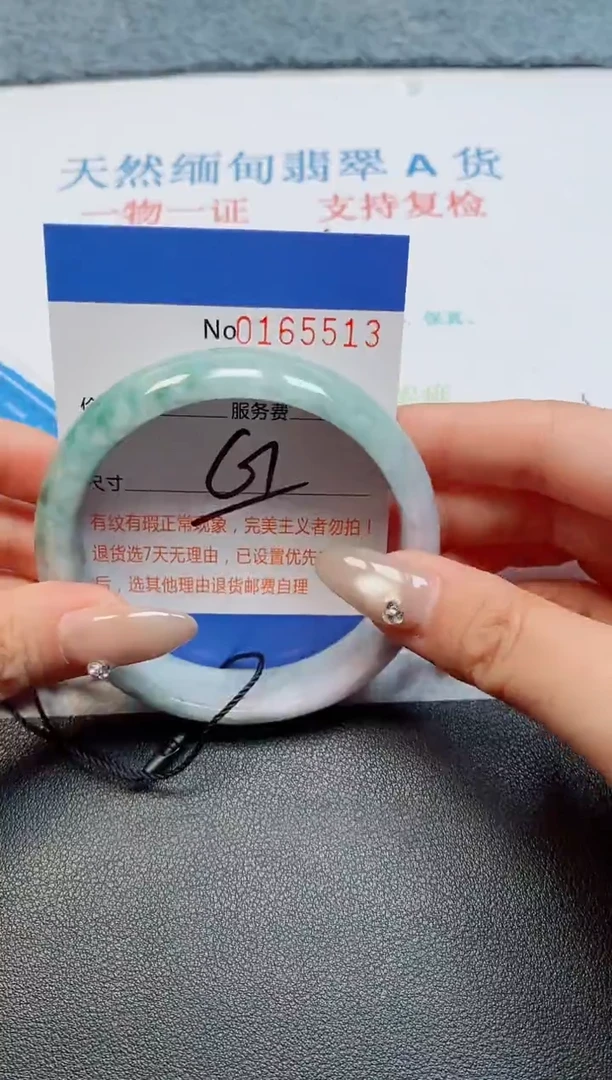 天然缅甸翡翠A货
一物一证 支持复检
保真、
No0165513
服务费
尺寸 61
有纹有瑕正常现象，完美主义者勿拍！
退货选7天无理由，已设置优先
后，选其他理由退货邮费自理